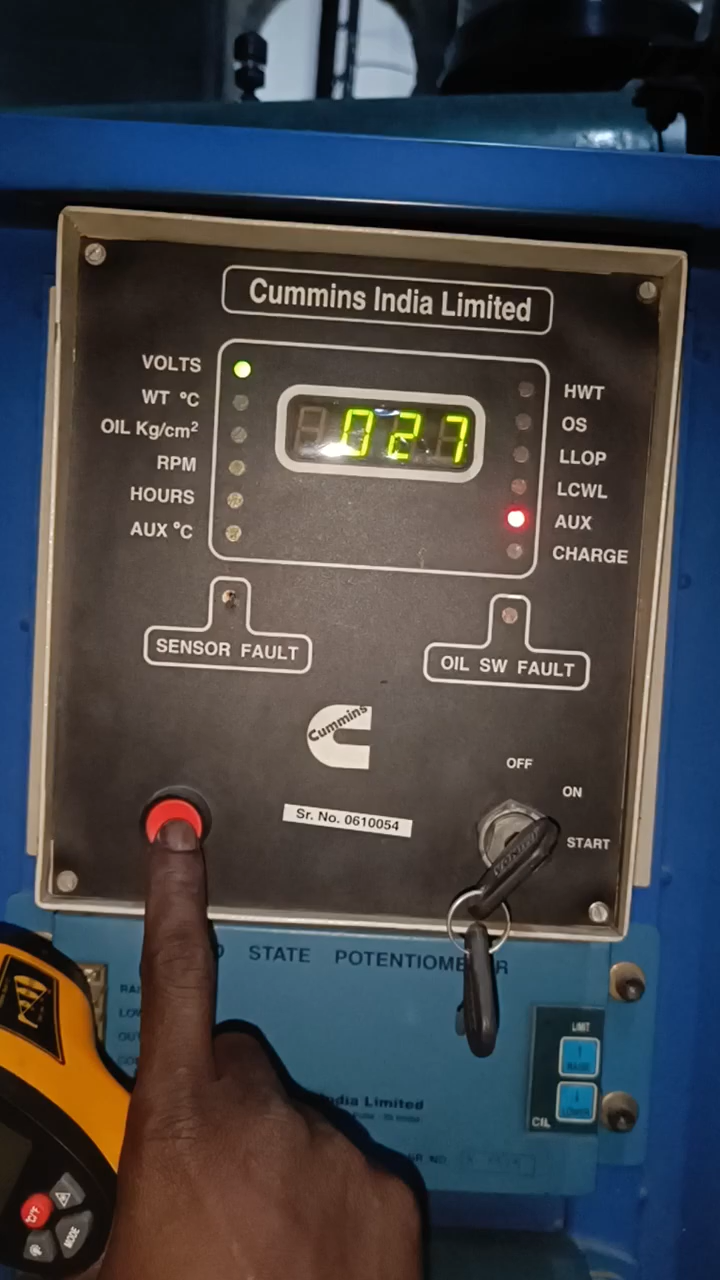 Cummins India Limited
VOLTS
WT °C
OIL Kg/cm²
RPM
HOURS
AUX °C
027
HWT
OS
LLOP
LCWL
AUX
CHARGE
SENSOR FAULT
OIL SW FAULT
Cummins
OFF
ON
START
Sr. No. 0610054
STATE
LIMIT
RAISE
LOWER
CIL
India Limited
MODE